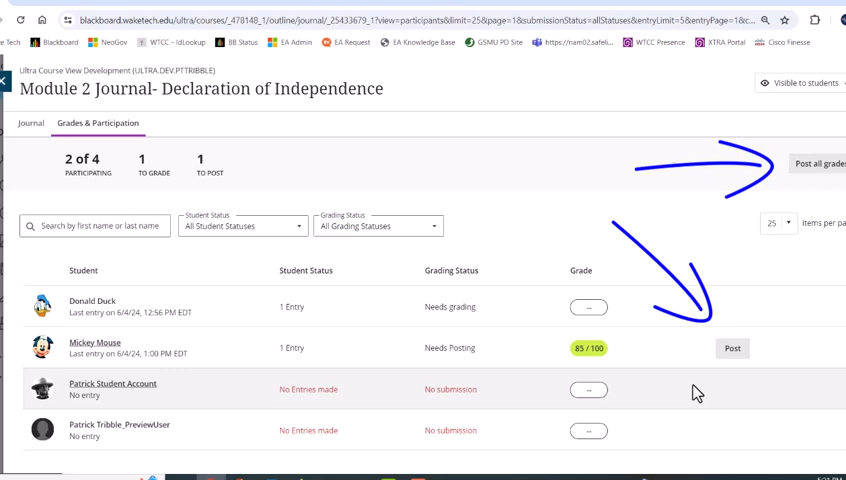 blackboard.waketech.edu/ultra/courses/_478148_1/outline/journal/_25433679_1?view=participants&limit=25&page=1&submissionStatus=allStatuses&entryLimit=5&entryPage=1&c...
Tech Blackboard NeoGov WTCC - IdLookup BB Status EA Admin EA Request EA Knowledge Base GSMU PD Site https://nam02.safeli... WTCC Presence XTRA Portal Cisco Finesse
Ultra Course View Development (ULTRA.DEV.PTTRIBBLE)
Module 2 Journal- Declaration of Independence
Visible to students
Journal Grades & Participation
2 of 4 1 1
PARTICIPATING TO GRADE TO POST
Post all grades
Student Status Grading Status
Search by first name or last name All Student Statuses All Grading Statuses 25 items per pa
Student Student Status Grading Status Grade
Donald Duck
Last entry on 6/4/24, 12:56 PM EDT 1 Entry Needs grading --
Mickey Mouse
Last entry on 6/4/24, 1:00 PM EDT 1 Entry Needs Posting 85 / 100 Post
Patrick Student Account
No entry No Entries made No submission --
Patrick Tribble_PreviewUser
No entry No Entries made No submission --